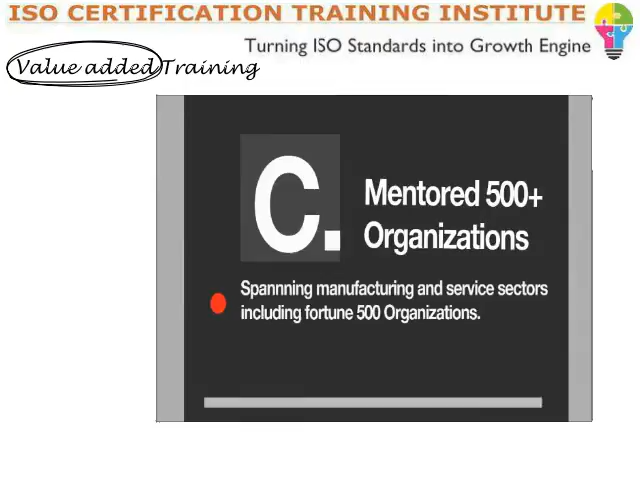 ISO CERTIFICATION TRAINING INSTITUTE
Turning ISO Standards into Growth Engine
Value added Training
C.
Mentored 500+
Organizations
Spannning manufacturing and service sectors
including fortune 500 Organizations.